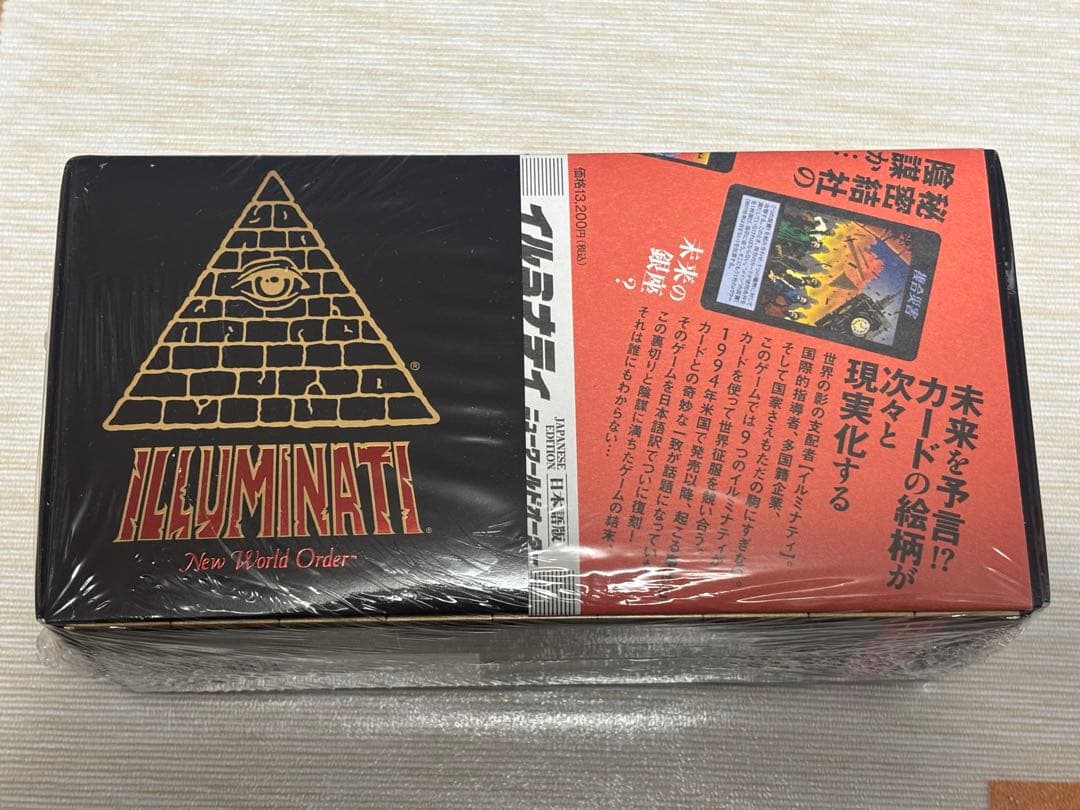 ILLUMINATI
New World Order™
イルミナティ ニューワールドオーダー
JAPANESE EDITION 日本語版
価格13,200円(税込)
秘密結社の
陰謀か…
複合災害
未来の
銀座?
未来を予言!?
カードの絵柄が
次々と
現実化する
世界の影の支配者【イルミナティ】。
国際的指導者、多国籍企業、
そして国家さえもただの駒にすぎない。
このゲームでは9つのイルミナティが
カードを使って世界征服を競い合う。
1994年米国で発売以降、起こる
カードとの奇妙な一致が話題になってい
そのゲームを日本語訳でついに復刻!
この裏切りと陰謀に満ちたゲームの結末、
それは誰にもわからない…